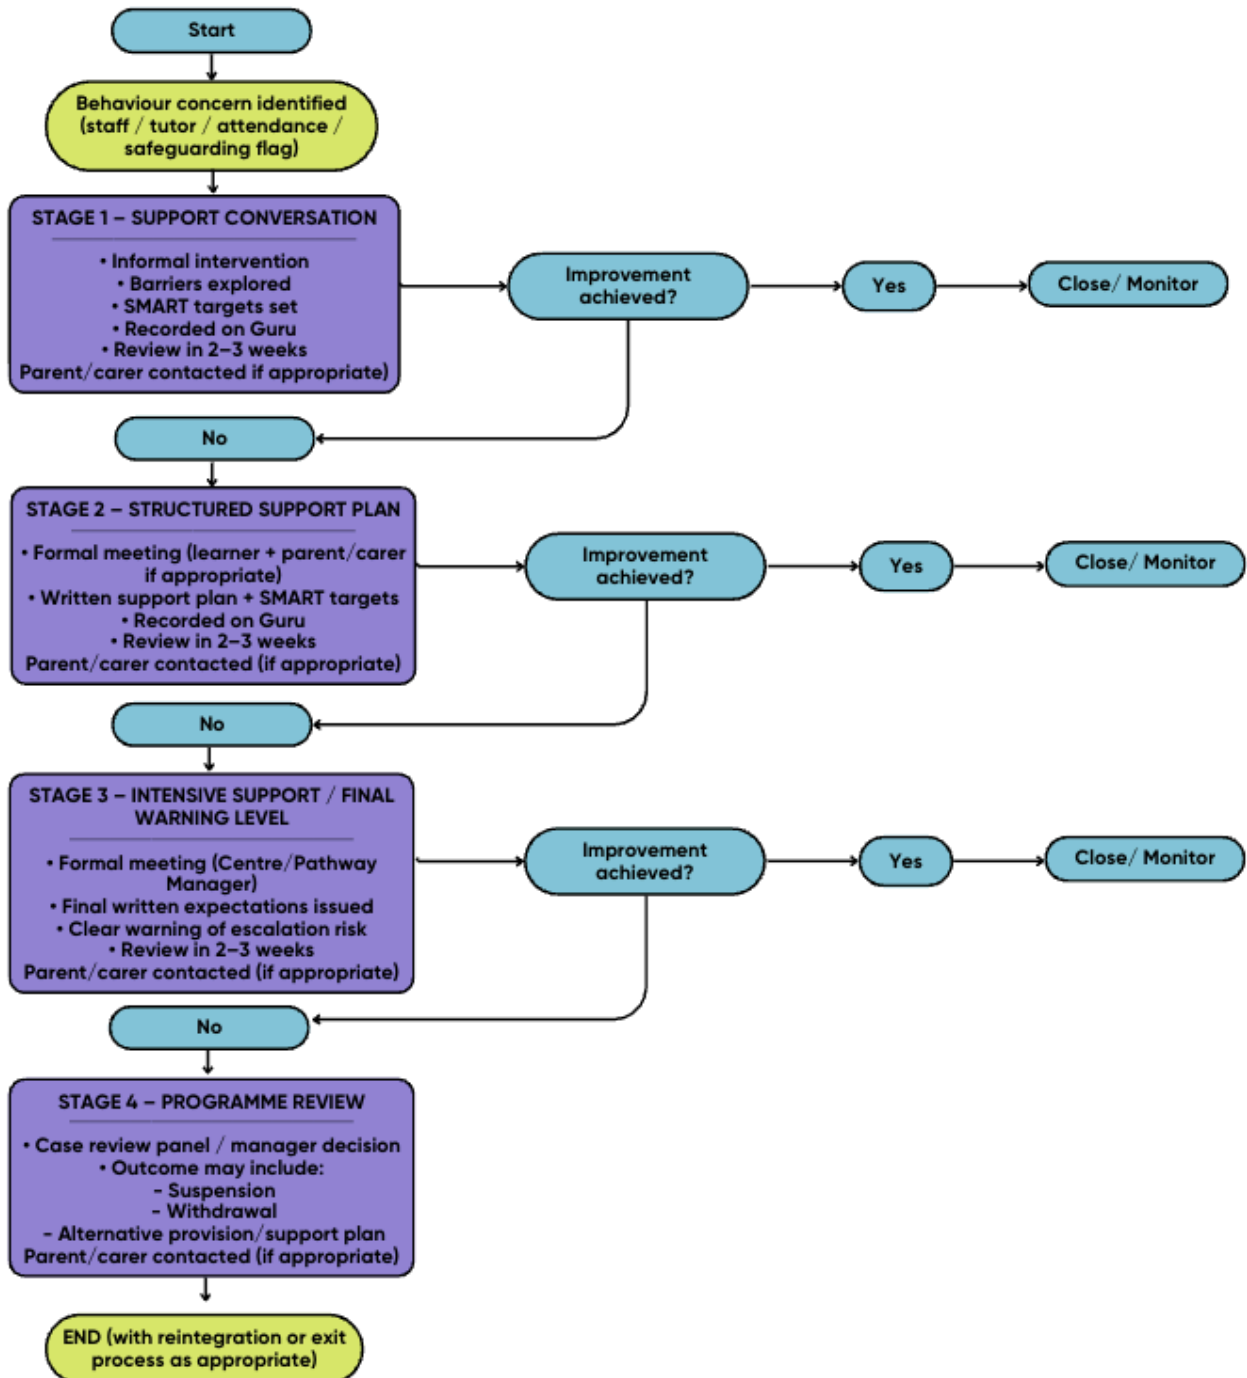 Start
Behaviour concern identified
(staff / tutor / attendance /
safeguarding flag)
STAGE 1 – SUPPORT CONVERSATION
• Informal intervention
• Barriers explored
• SMART targets set
• Recorded on Guru
• Review in 2–3 weeks
Parent/carer contacted if appropriate)
Improvement
achieved?
Yes
Close/ Monitor
No
STAGE 2 – STRUCTURED SUPPORT PLAN
• Formal meeting (learner + parent/carer
if appropriate)
• Written support plan + SMART targets
• Recorded on Guru
• Review in 2–3 weeks
Parent/carer contacted (if appropriate)
Improvement
achieved?
Yes
Close/ Monitor
No
STAGE 3 – INTENSIVE SUPPORT / FINAL
WARNING LEVEL
• Formal meeting (Centre/Pathway
Manager)
• Final written expectations issued
• Clear warning of escalation risk
• Review in 2–3 weeks
Parent/carer contacted (if appropriate)
Improvement
achieved?
Yes
Close/ Monitor
No
STAGE 4 – PROGRAMME REVIEW
• Case review panel / manager decision
• Outcome may include:
- Suspension
- Withdrawal
- Alternative provision/support plan
Parent/carer contacted (if appropriate)
END (with reintegration or exit
process as appropriate)